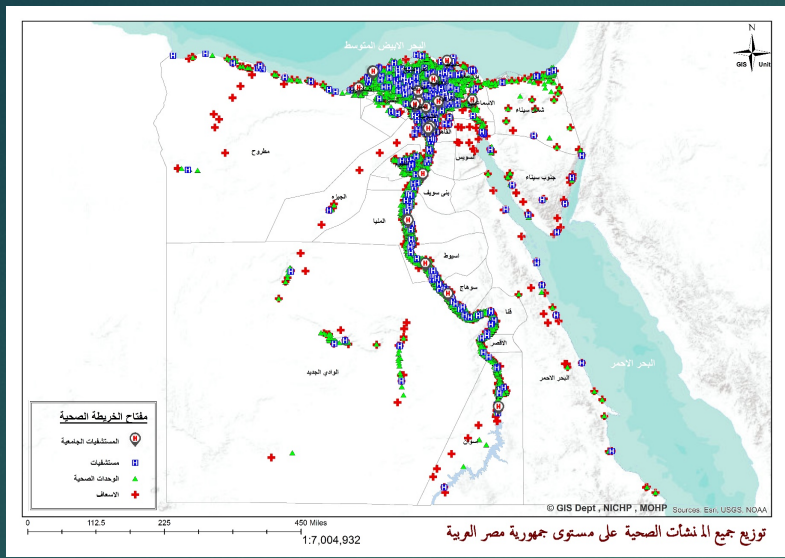 البحر الابيض المتوسط
N
GIS Unit
الاسماعيلية
شمال سيناء
مطروح
السويس
جنوب سيناء
بنى سويف
الجيزه
المنيا
اسيوط
سوهاج
قنا
الأقصر
البحر الاحمر
الوادي الجديد
البحر الاحمر
اسوان
مفتاح الخريطة الصحية
المستشفيات الجامعية
مستشفيات
الوحدات الصحية
الاسعاف
© GIS Dept , NICHP , MOHP Sources: Esri, USGS, NOAA
0 112.5 225 450 Miles
1:7,004,932
توزيع جميع المنشآت الصحية على مستوى جمهورية مصر العربية